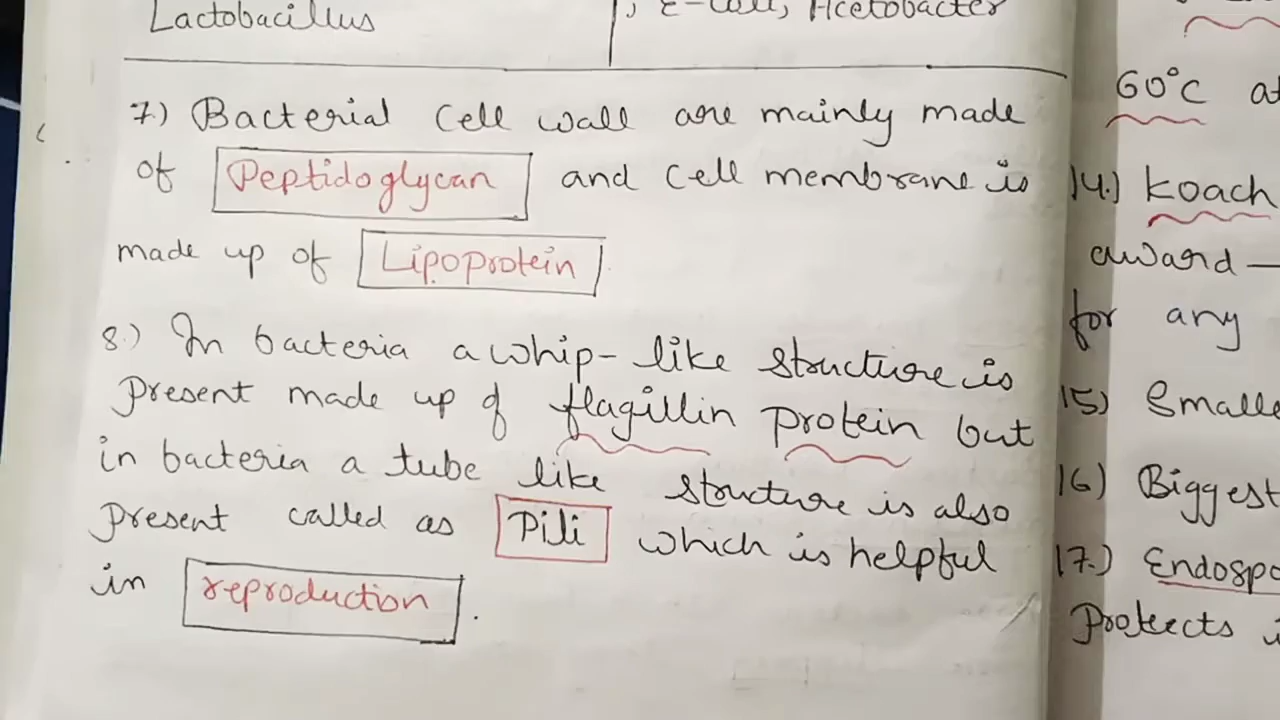 Lactobacillus
Acetobacter
7.) Bacterial cell wall are mainly made
of Peptidoglycan and cell membrane is
made up of Lipoprotein
8.) In bacteria a whip-like structure is
present made up of flagillin protein but
in bacteria a tube like structure is also
present called as Pili which is helpful
in reproduction.
60°C
14.) Koach
award—
for any
15)
16) Biggest
17.)
Protects